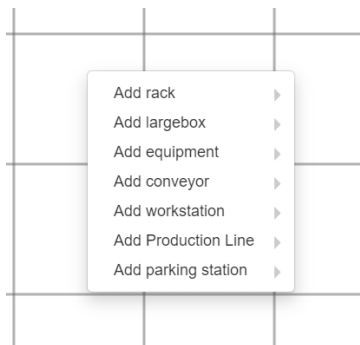 Add rack
Add largebox
Add equipment
Add conveyor
Add workstation
Add Production Line
Add parking station